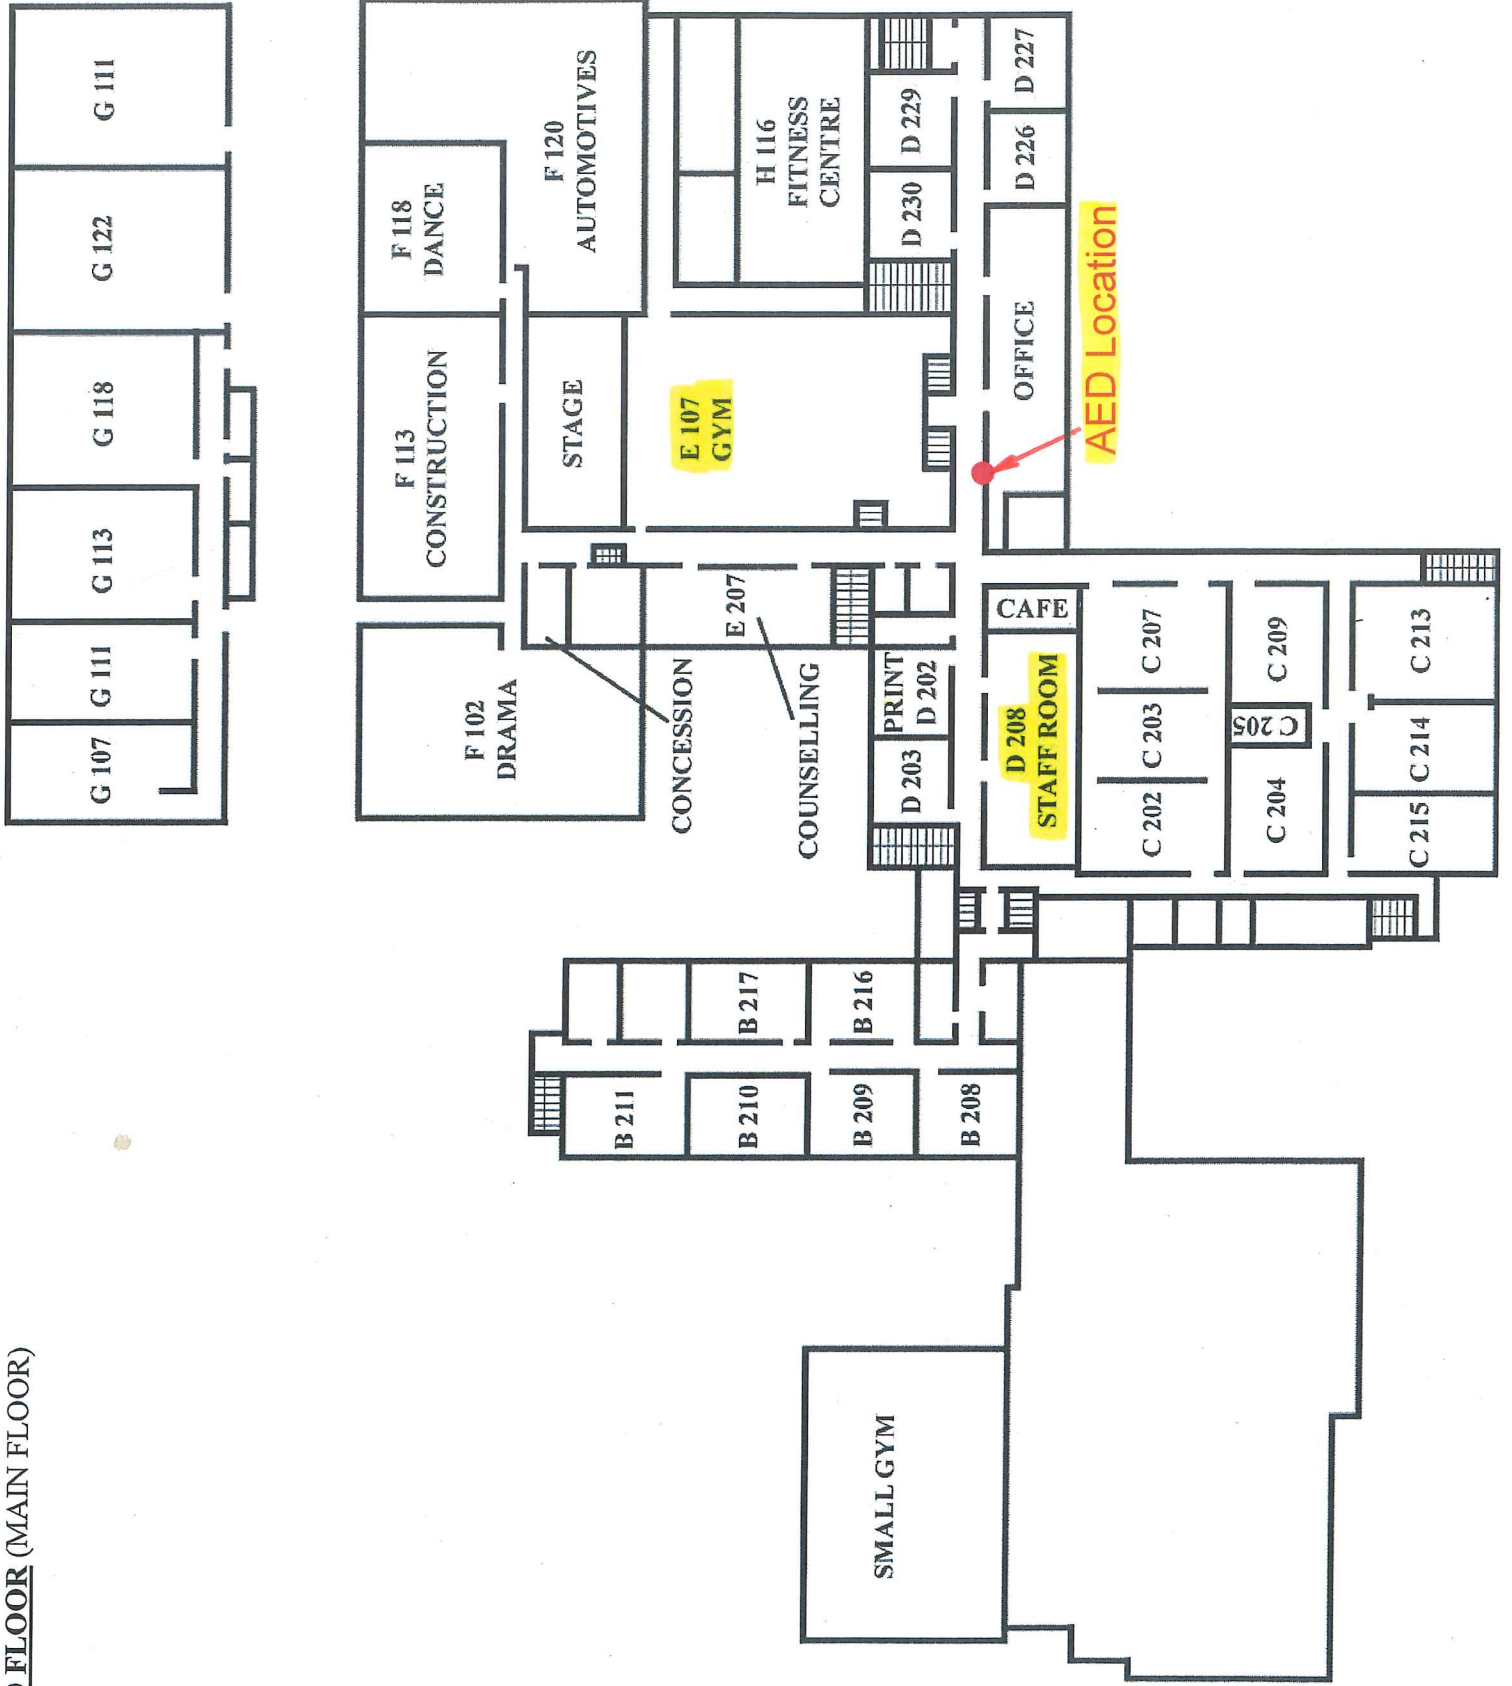 FLOOR (MAIN FLOOR)
G 107
G 111
G 113
G 118
G 122
G 111
F 102
DRAMA
F 113
CONSTRUCTION
F 118
DANCE
F 120
AUTOMOTIVES
STAGE
CONCESSION
E 207
COUNSELLING
E 107
GYM
H 116
FITNESS
CENTRE
B 211
B 210
B 209
B 208
B 217
B 216
D 203
PRINT
D 202
D 230
D 229
D 208
STAFF ROOM
CAFE
OFFICE
D 226
D 227
AED Location
C 202
C 203
C 207
C 204
C 205
C 209
C 215
C 214
C 213
SMALL GYM